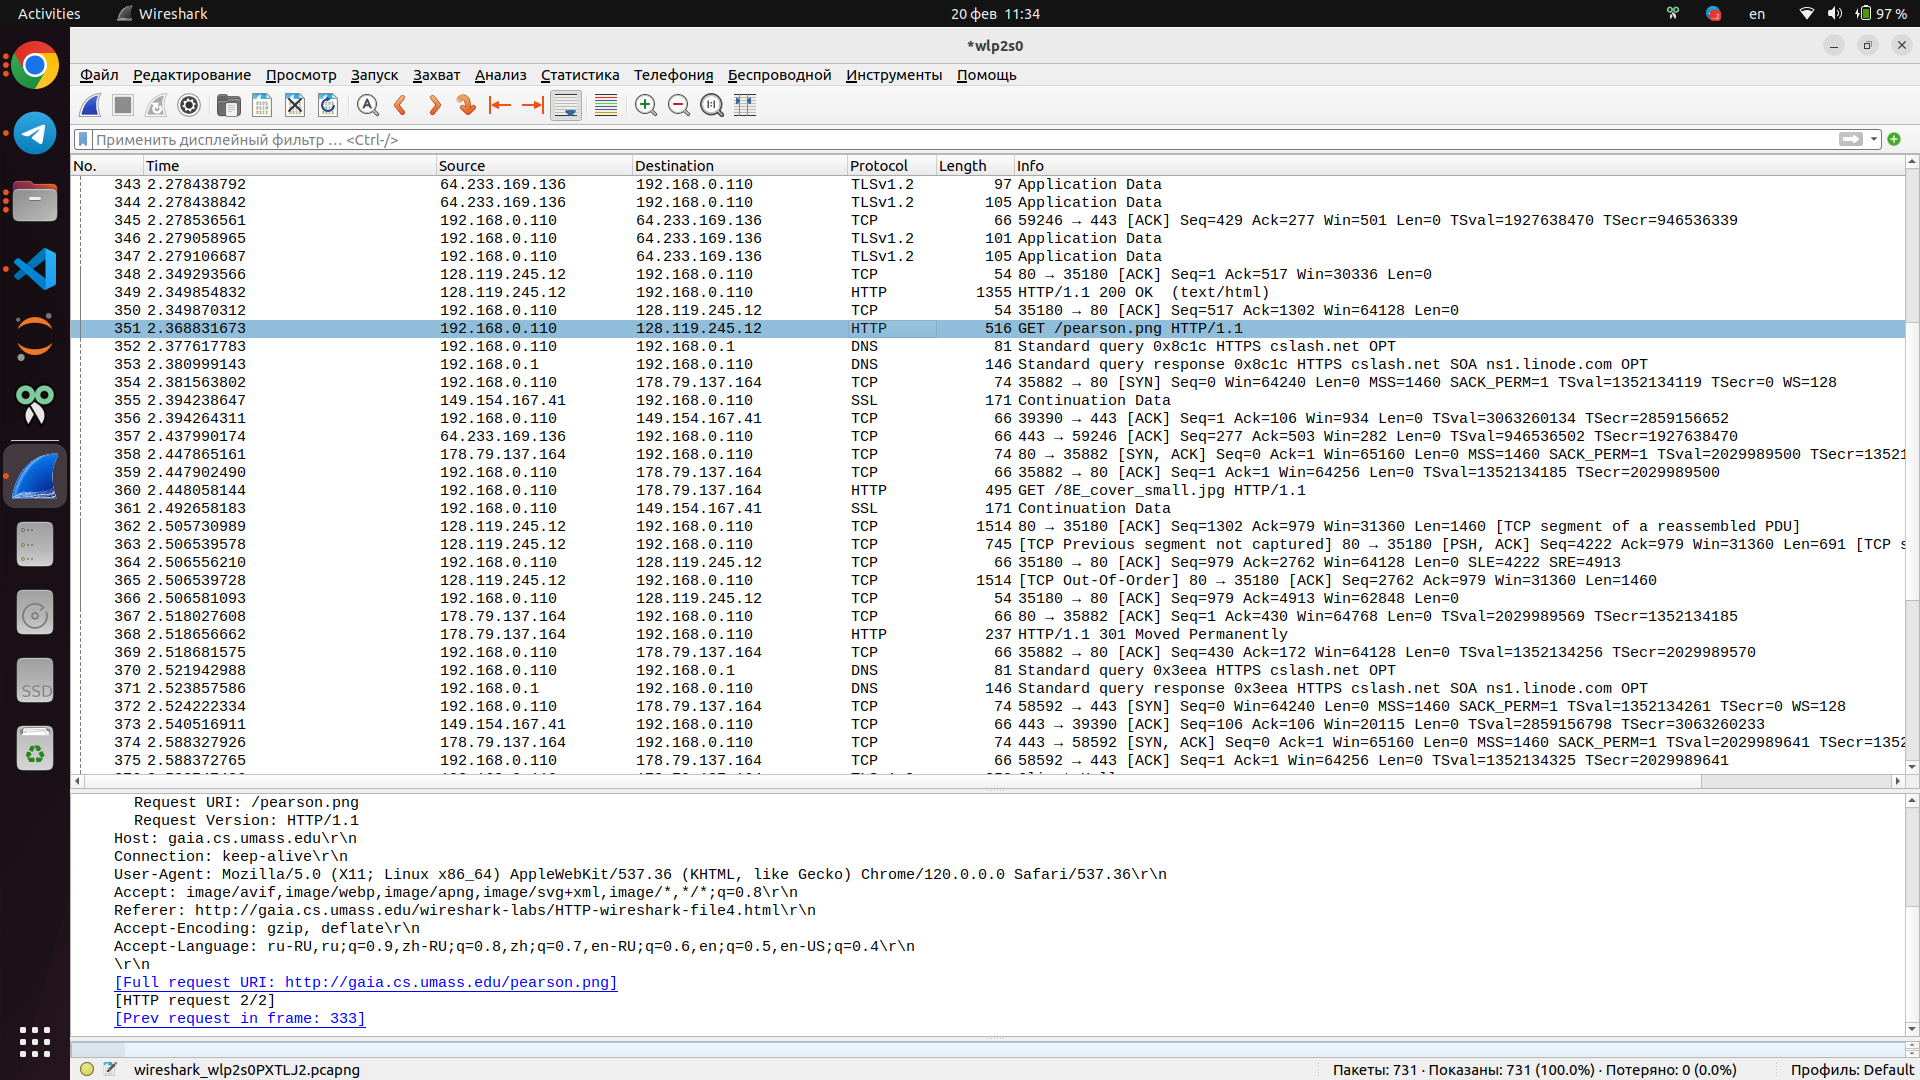 Activities Wireshark 20 фев 11:34 en 97 %
*wlp2s0
Файл Редактирование Просмотр Запуск Захват Анализ Статистика Телефония Беспроводной Инструменты Помощь
Применить дисплейный фильтр … <Ctrl-/>
No. Time Source Destination Protocol Length Info
343 2.278438792 64.233.169.136 192.168.0.110 TLSv1.2 97 Application Data
344 2.278438842 64.233.169.136 192.168.0.110 TLSv1.2 105 Application Data
345 2.278536561 192.168.0.110 64.233.169.136 TCP 66 59246 → 443 [ACK] Seq=429 Ack=277 Win=501 Len=0 TSval=1927638470 TSecr=946536339
346 2.279058965 192.168.0.110 64.233.169.136 TLSv1.2 101 Application Data
347 2.279106687 192.168.0.110 64.233.169.136 TLSv1.2 105 Application Data
348 2.349293566 128.119.245.12 192.168.0.110 TCP 54 80 → 35180 [ACK] Seq=1 Ack=517 Win=30336 Len=0
349 2.349854832 128.119.245.12 192.168.0.110 HTTP 1355 HTTP/1.1 200 OK (text/html)
350 2.349870312 192.168.0.110 128.119.245.12 TCP 54 35180 → 80 [ACK] Seq=517 Ack=1302 Win=64128 Len=0
351 2.368831673 192.168.0.110 128.119.245.12 HTTP 516 GET /pearson.png HTTP/1.1
352 2.377617783 192.168.0.110 192.168.0.1 DNS 81 Standard query 0x8c1c HTTPS cslash.net OPT
353 2.380999143 192.168.0.1 192.168.0.110 DNS 146 Standard query response 0x8c1c HTTPS cslash.net SOA ns1.linode.com OPT
354 2.381563802 192.168.0.110 178.79.137.164 TCP 74 35882 → 80 [SYN] Seq=0 Win=64240 Len=0 MSS=1460 SACK_PERM=1 TSval=1352134119 TSecr=0 WS=128
355 2.394238647 149.154.167.41 192.168.0.110 SSL 171 Continuation Data
356 2.394264311 192.168.0.110 149.154.167.41 TCP 66 39390 → 443 [ACK] Seq=1 Ack=106 Win=934 Len=0 TSval=3063260134 TSecr=2859156652
357 2.437990174 64.233.169.136 192.168.0.110 TCP 66 443 → 59246 [ACK] Seq=277 Ack=503 Win=282 Len=0 TSval=946536502 TSecr=1927638470
358 2.447865161 178.79.137.164 192.168.0.110 TCP 74 80 → 35882 [SYN, ACK] Seq=0 Ack=1 Win=65160 Len=0 MSS=1460 SACK_PERM=1 TSval=2029989500 TSecr=13521
359 2.447902490 192.168.0.110 178.79.137.164 TCP 66 35882 → 80 [ACK] Seq=1 Ack=1 Win=64256 Len=0 TSval=1352134185 TSecr=2029989500
360 2.448058144 192.168.0.110 178.79.137.164 HTTP 495 GET /8E_cover_small.jpg HTTP/1.1
361 2.492658183 192.168.0.110 149.154.167.41 SSL 171 Continuation Data
362 2.505730989 128.119.245.12 192.168.0.110 TCP 1514 80 → 35180 [ACK] Seq=1302 Ack=979 Win=31360 Len=1460 [TCP segment of a reassembled PDU]
363 2.506539578 128.119.245.12 192.168.0.110 TCP 745 [TCP Previous segment not captured] 80 → 35180 [PSH, ACK] Seq=4222 Ack=979 Win=31360 Len=691 [TCP s
364 2.506556210 192.168.0.110 128.119.245.12 TCP 66 35180 → 80 [ACK] Seq=979 Ack=2762 Win=64128 Len=0 SLE=4222 SRE=4913
365 2.506539728 128.119.245.12 192.168.0.110 TCP 1514 [TCP Out-Of-Order] 80 → 35180 [ACK] Seq=2762 Ack=979 Win=31360 Len=1460
366 2.506581093 192.168.0.110 128.119.245.12 TCP 54 35180 → 80 [ACK] Seq=979 Ack=4913 Win=62848 Len=0
367 2.518027608 178.79.137.164 192.168.0.110 TCP 66 80 → 35882 [ACK] Seq=1 Ack=430 Win=64768 Len=0 TSval=2029989569 TSecr=1352134185
368 2.518656662 178.79.137.164 192.168.0.110 HTTP 237 HTTP/1.1 301 Moved Permanently
369 2.518681575 192.168.0.110 178.79.137.164 TCP 66 35882 → 80 [ACK] Seq=430 Ack=172 Win=64128 Len=0 TSval=1352134256 TSecr=2029989570
370 2.521942988 192.168.0.110 192.168.0.1 DNS 81 Standard query 0x3eea HTTPS cslash.net OPT
371 2.523857586 192.168.0.1 192.168.0.110 DNS 146 Standard query response 0x3eea HTTPS cslash.net SOA ns1.linode.com OPT
372 2.524222334 192.168.0.110 178.79.137.164 TCP 74 58592 → 443 [SYN] Seq=0 Win=64240 Len=0 MSS=1460 SACK_PERM=1 TSval=1352134261 TSecr=0 WS=128
373 2.540516911 149.154.167.41 192.168.0.110 TCP 66 443 → 39390 [ACK] Seq=106 Ack=106 Win=20115 Len=0 TSval=2859156798 TSecr=3063260233
374 2.588327926 178.79.137.164 192.168.0.110 TCP 74 443 → 58592 [SYN, ACK] Seq=0 Ack=1 Win=65160 Len=0 MSS=1460 SACK_PERM=1 TSval=2029989641 TSecr=1352
375 2.588372765 192.168.0.110 178.79.137.164 TCP 66 58592 → 443 [ACK] Seq=1 Ack=1 Win=64256 Len=0 TSval=1352134325 TSecr=2029989641
Request URI: /pearson.png
Request Version: HTTP/1.1
Host: gaia.cs.umass.edu\r\n
Connection: keep-alive\r\n
User-Agent: Mozilla/5.0 (X11; Linux x86_64) AppleWebKit/537.36 (KHTML, like Gecko) Chrome/120.0.0.0 Safari/537.36\r\n
Accept: image/avif,image/webp,image/apng,image/svg+xml,image/*,*/*;q=0.8\r\n
Referer: http://gaia.cs.umass.edu/wireshark-labs/HTTP-wireshark-file4.html\r\n
Accept-Encoding: gzip, deflate\r\n
Accept-Language: ru-RU,ru;q=0.9,zh-RU;q=0.8,zh;q=0.7,en-RU;q=0.6,en;q=0.5,en-US;q=0.4\r\n
\r\n
[Full request URI: http://gaia.cs.umass.edu/pearson.png]
[HTTP request 2/2]
[Prev request in frame: 333]
SSD
wireshark_wlp2s0PXTLJ2.pcapng Пакеты: 731 · Показаны: 731 (100.0%) · Потеряно: 0 (0.0%) Профиль: Default